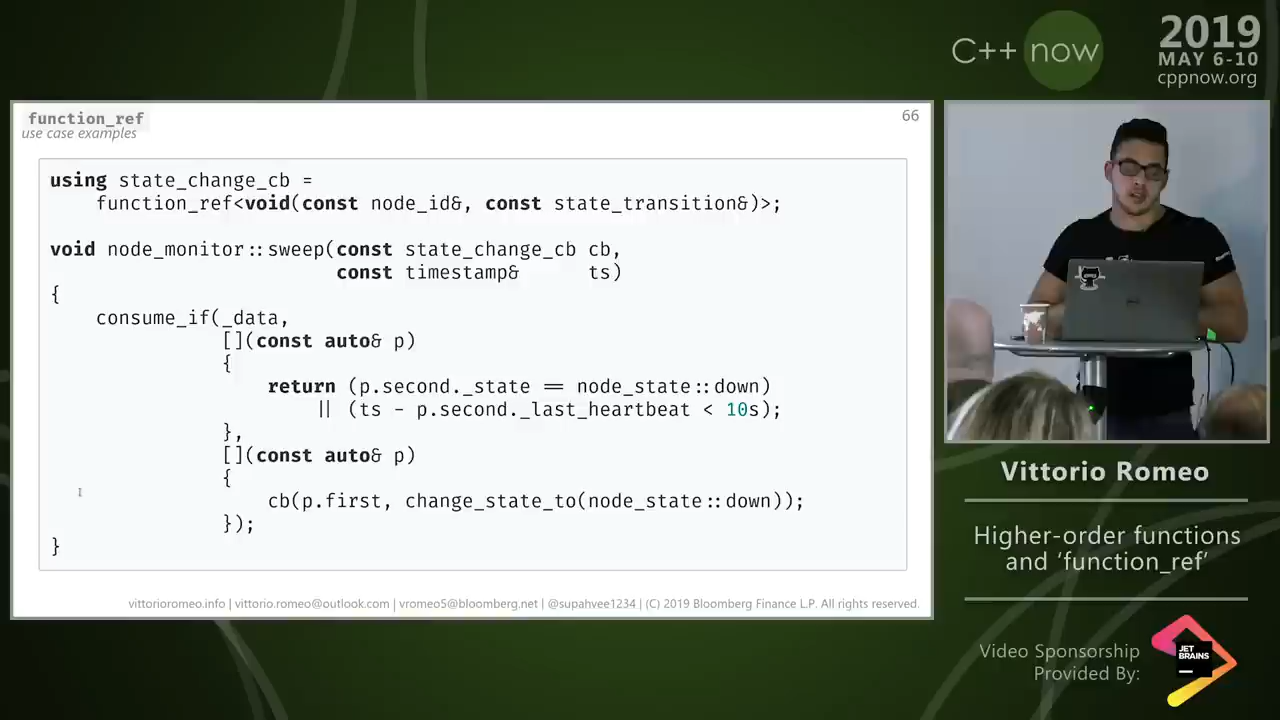 C++ now
2019
MAY 6-10
cppnow.org
function_ref
use case examples
66
using state_change_cb =
    function_ref<void(const node_id&, const state_transition&)>;
void node_monitor::sweep(const state_change_cb cb,
                         const timestamp&      ts)
{
    consume_if(_data,
               [](const auto& p)
               {
                   return (p.second._state == node_state::down)
                       || (ts - p.second._last_heartbeat < 10s);
               },
               [](const auto& p)
               {
                   cb(p.first, change_state_to(node_state::down));
               });
}
vittorioromeo.info | vittorio.romeo@outlook.com | vromeo5@bloomberg.net | @supahvee1234 | (C) 2019 Bloomberg Finance L.P. All rights reserved.
Vittorio Romeo
Higher-order functions
and ‘function_ref’
Video Sponsorship
Provided By:
JET
BRAINS